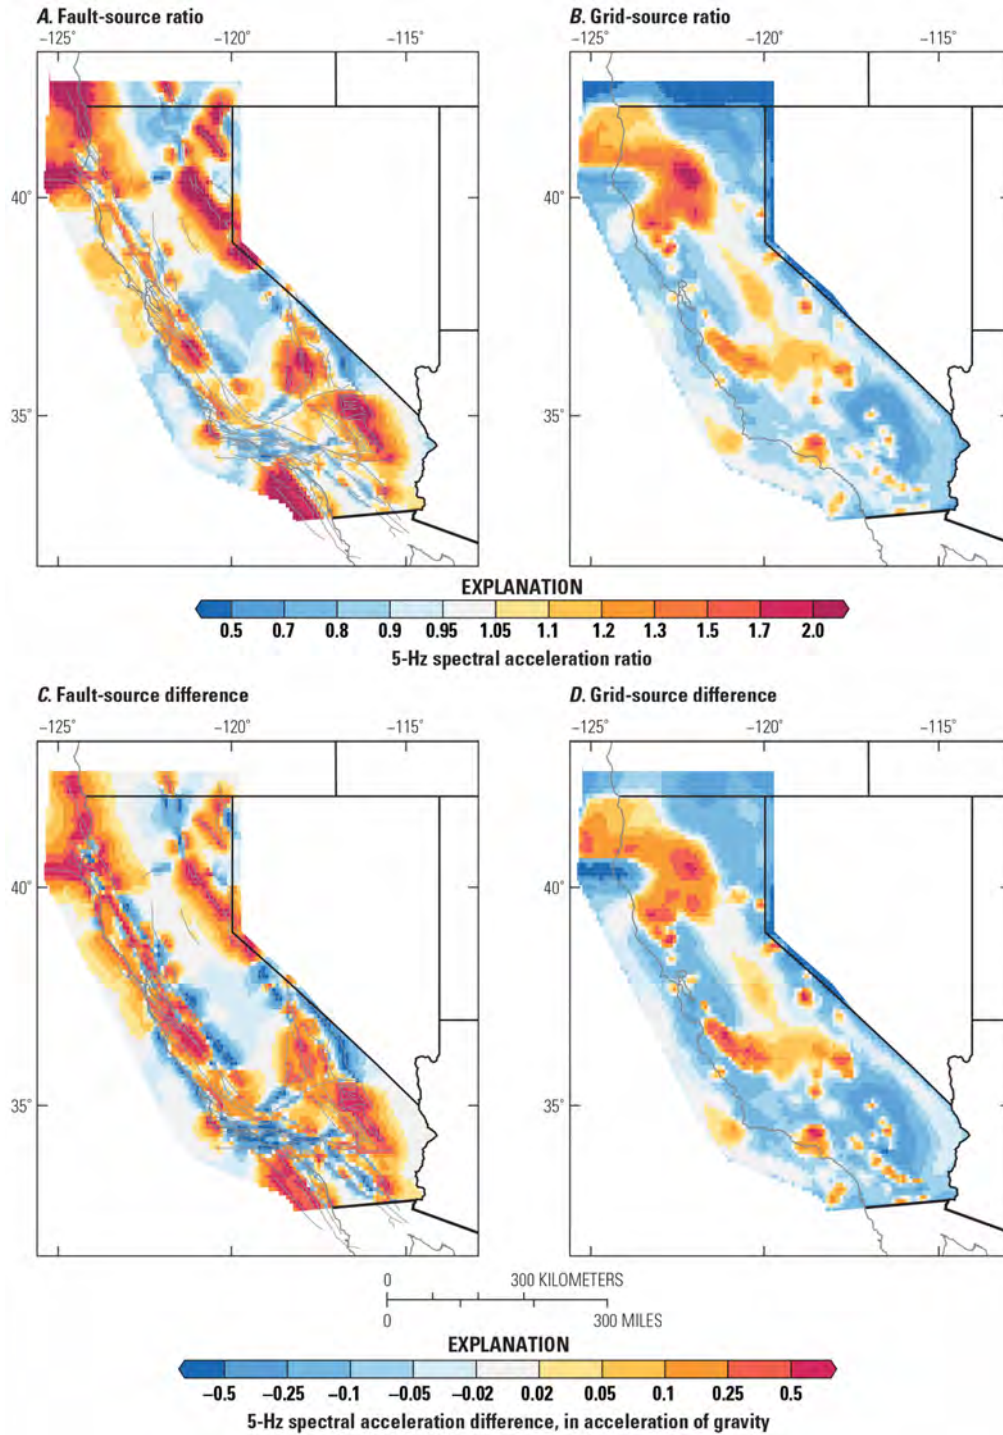 A. Fault-source ratio
B. Grid-source ratio
−125° −120° −115°
−125° −120° −115°
40°
40°
35°
35°
EXPLANATION
0.5 0.7 0.8 0.9 0.95 1.05 1.1 1.2 1.3 1.5 1.7 2.0
5-Hz spectral acceleration ratio
C. Fault-source difference
D. Grid-source difference
−125° −120° −115°
−125° −120° −115°
40°
40°
35°
35°
0 300 KILOMETERS
0 300 MILES
EXPLANATION
−0.5 −0.25 −0.1 −0.05 −0.02 0.02 0.05 0.1 0.25 0.5
5-Hz spectral acceleration difference, in acceleration of gravity